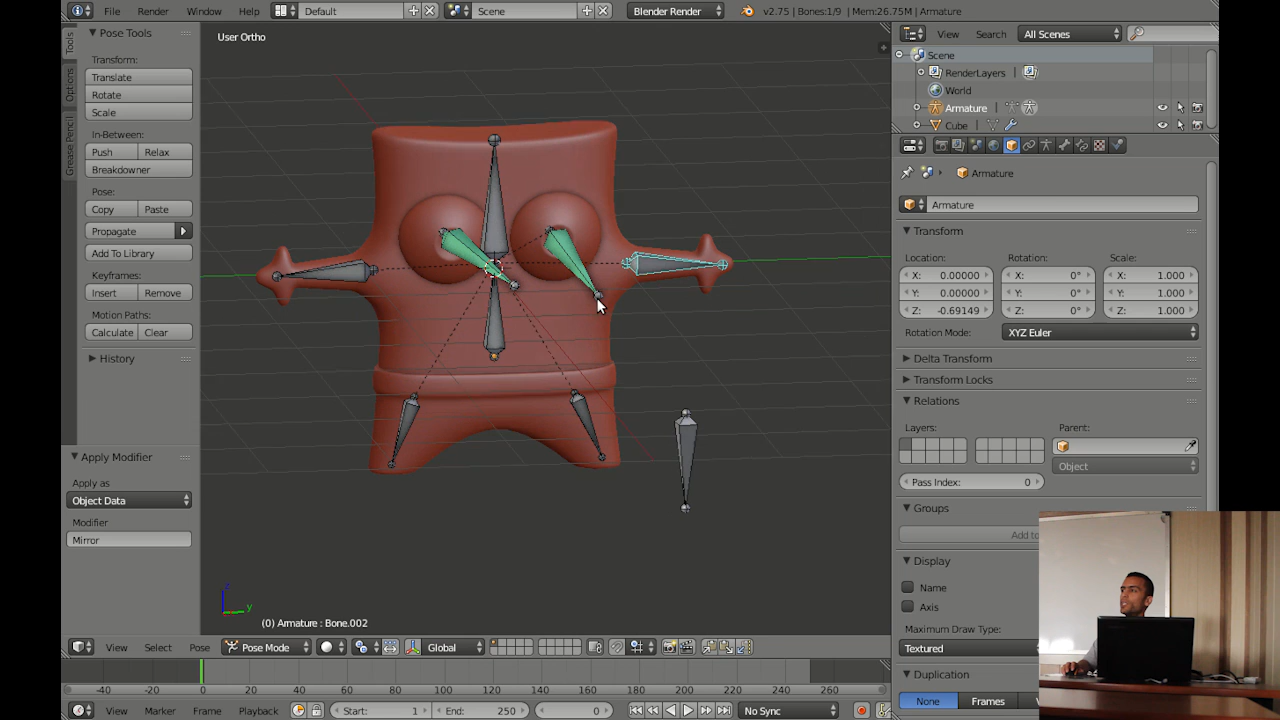 File Render Window Help Default Scene Blender Render v2.75 | Bones:1/9 | Mem:26.75M | Armature
User Ortho
Tools
Options
Grease Pencil
Pose Tools
Transform:
Translate
Rotate
Scale
In-Between:
Push Relax
Breakdowner
Pose:
Copy Paste
Propagate
Add To Library
Keyframes:
Insert Remove
Motion Paths:
Calculate Clear
History
Apply Modifier
Apply as
Object Data
Modifier
Mirror
z
y
(0) Armature : Bone.002
View Select Pose Pose Mode Global
View Search All Scenes
Scene
RenderLayers
World
Armature
Cube
Armature
Armature
Transform
Location: Rotation: Scale:
X: 0.00000 X: 0° X: 1.000
Y: 0.00000 Y: 0° Y: 1.000
Z: -0.69149 Z: 0° Z: 1.000
Rotation Mode: XYZ Euler
Delta Transform
Transform Locks
Relations
Layers: Parent:
Object
Pass Index: 0
Groups
Add to
Display
Name
Axis
Maximum Draw Type:
Textured
Duplication
None Frames
-40 -20 0 20 40 60 80 100 120 140 160 180 200 220 240 260
View Marker Frame Playback Start: 1 End: 250 0 No Sync